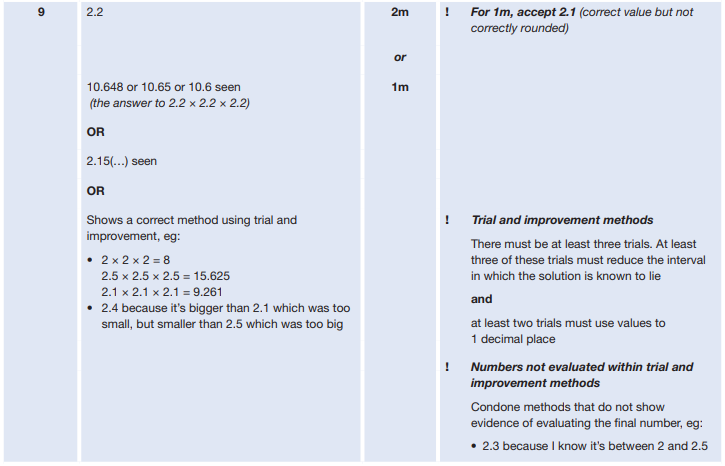 9
2.2
2m
! For 1m, accept 2.1 (correct value but not
correctly rounded)
or
10.648 or 10.65 or 10.6 seen
1m
(the answer to 2.2 × 2.2 × 2.2)
OR
2.15(...) seen
OR
Shows a correct method using trial and
improvement, eg:
• 2 × 2 × 2 = 8
2.5 × 2.5 × 2.5 = 15.625
2.1 × 2.1 × 2.1 = 9.261
• 2.4 because it's bigger than 2.1 which was too
small, but smaller than 2.5 which was too big
! Trial and improvement methods
There must be at least three trials. At least
three of these trials must reduce the interval
in which the solution is known to lie
and
at least two trials must use values to
1 decimal place
! Numbers not evaluated within trial and
improvement methods
Condone methods that do not show
evidence of evaluating the final number, eg:
• 2.3 because I know it's between 2 and 2.5